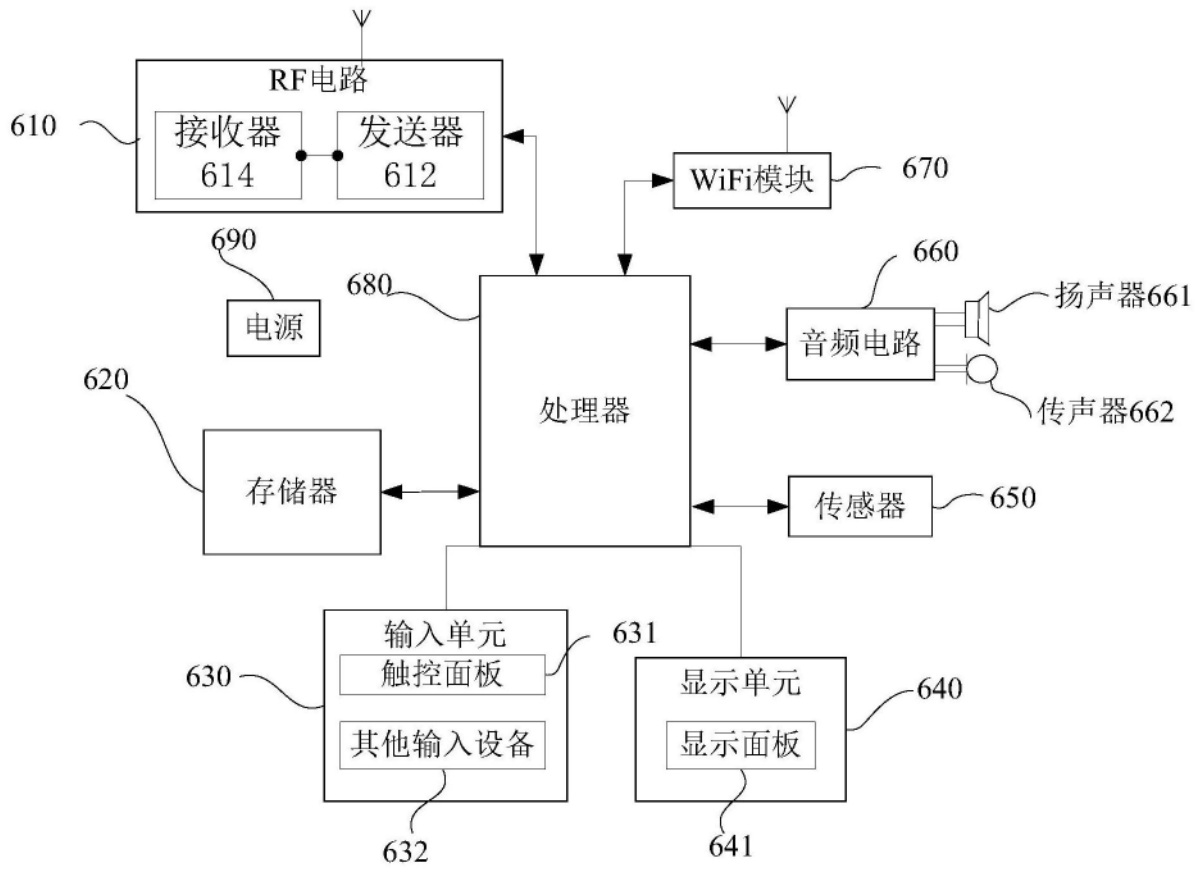 RF电路
610
接收器
614
发送器
612
WiFi模块
670
690
电源
680
660
扬声器661
音频电路
传声器662
620
处理器
存储器
传感器
650
输入单元
631
630
触控面板
显示单元
640
其他输入设备
显示面板
632
641